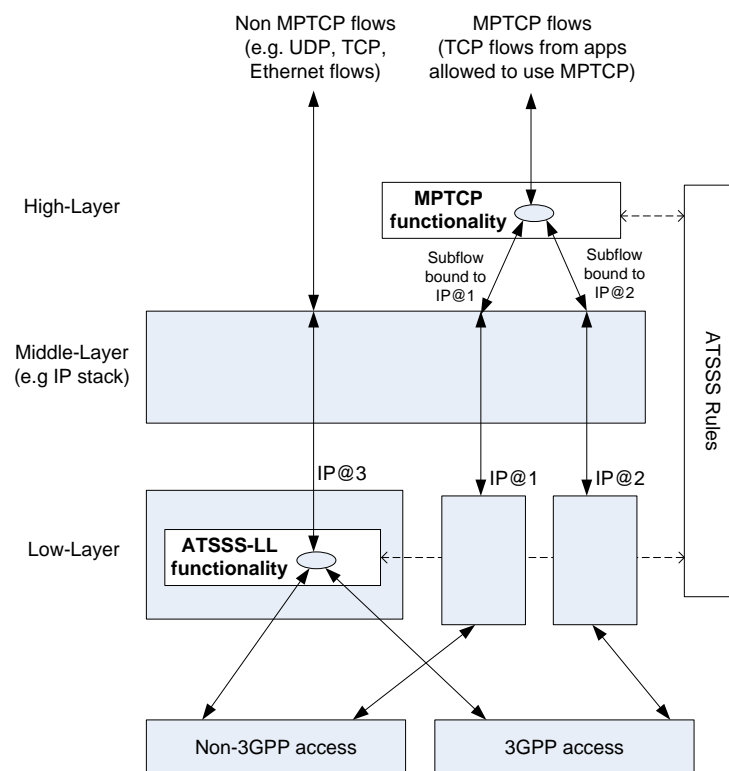 Non MPTCP flows
(e.g. UDP, TCP,
Ethernet flows)
MPTCP flows
(TCP flows from apps
allowed to use MPTCP)
High-Layer
MPTCP
functionality
Subflow
bound to
IP@1
Subflow
bound to
IP@2
ATSSS Rules
Middle-Layer
(e.g IP stack)
IP@3
IP@1
IP@2
Low-Layer
ATSSS-LL
functionality
Non-3GPP access
3GPP access